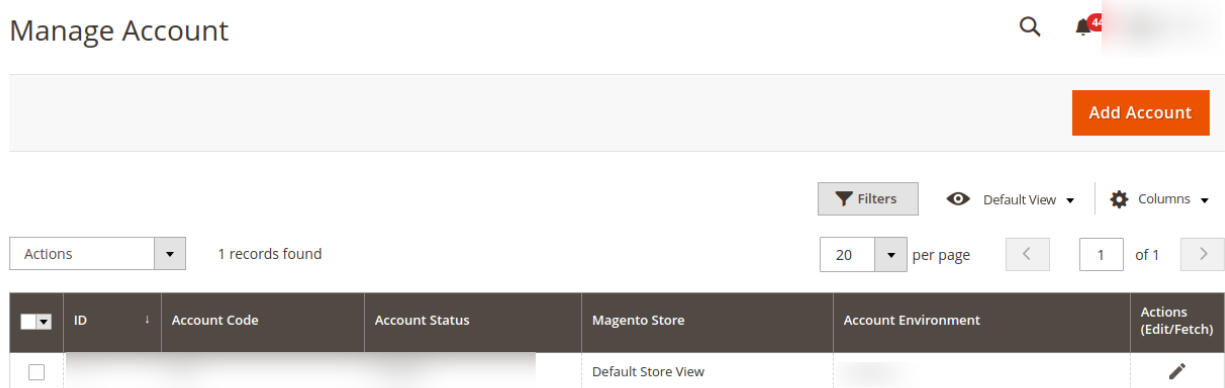 Manage Account
44
Add Account
Filters
Default View
Columns
Actions
1 records found
20
per page
1
of 1
ID
Account Code
Account Status
Magento Store
Account Environment
Actions
(Edit/Fetch)
Default Store View